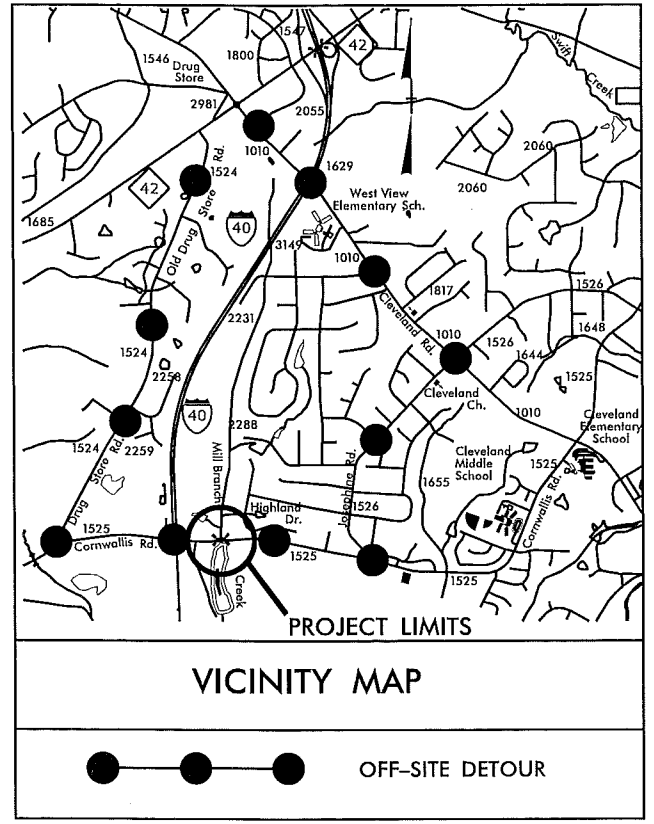 1547
42
1546
Drug
Store
1800
Swift
Creek
2981
2055
1010
2060
1629
1524
Rd.
42
2060
West View
Elementary Sch.
Store
1685
40
Old Drug
3149
1010
1817
1526
Cleveland Rd.
2231
1010
1648
1526
1524
1644
2258
1525
Cleveland
Ch.
40
1010
Cleveland
Elementary
School
2288
1524
2259
Mill Branch
Cleveland
Middle
School
1525
Drug Store Rd.
Josephine Rd.
1655
Cornwallis Rd.
Highland
Dr.
1526
1525
Cornwallis Rd.
1525
1525
Creek
PROJECT LIMITS
VICINITY MAP
OFF-SITE DETOUR